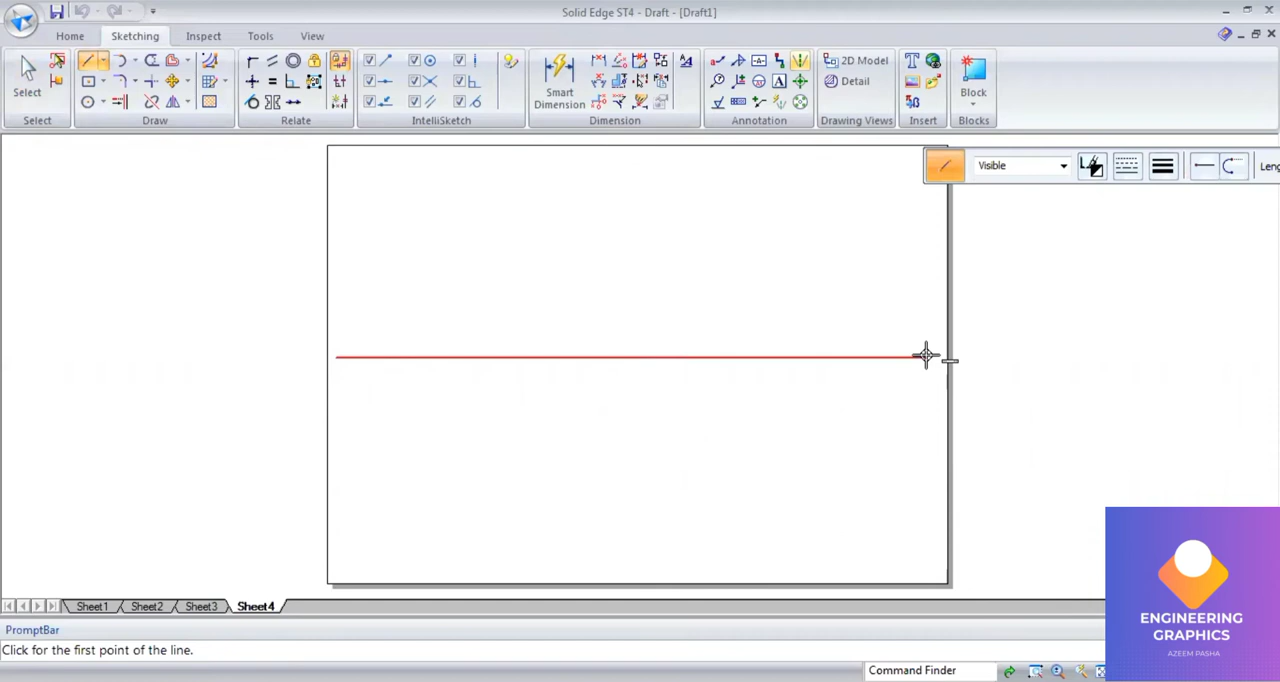 Solid Edge ST4 - Draft - [Draft1]
Home Sketching Inspect Tools View
Select
Smart
Dimension
2D Model
Detail
Block
Select Draw Relate IntelliSketch Dimension Annotation Drawing Views Insert Blocks
Visible
Leng
Sheet1 Sheet2 Sheet3 Sheet4
PromptBar
Click for the first point of the line.
Command Finder
ENGINEERING
GRAPHICS
AZEEM PASHA